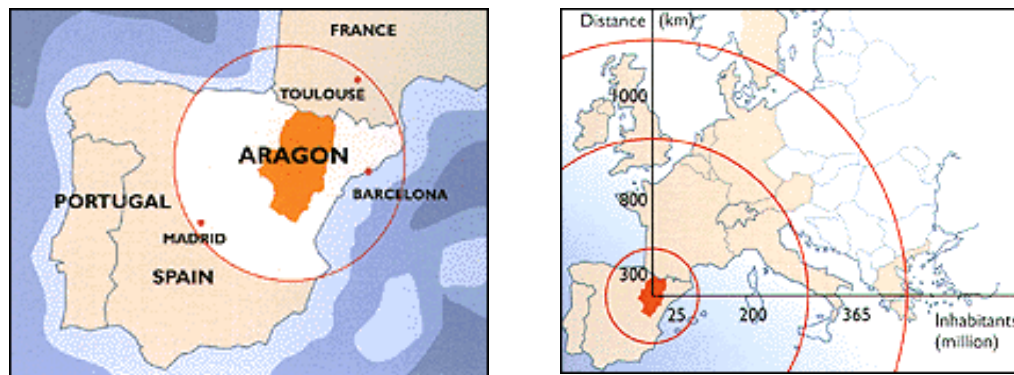 FRANCE
TOULOUSE
ARAGON
BARCELONA
PORTUGAL
MADRID
SPAIN
Distance (km)
1000
800
300
25 200 365
Inhabitants
(million)